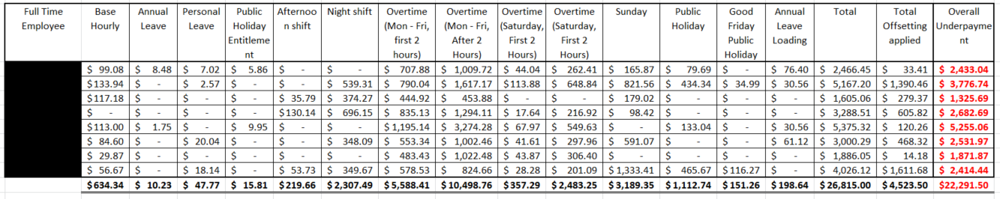 Full Time Employee | Base Hourly | Annual Leave | Personal Leave | Public Holiday Entitlement | Afternoon shift | Night shift | Overtime (Mon - Fri, first 2 hours) | Overtime (Mon - Fri, After 2 Hours) | Overtime (Saturday, First 2 Hours) | Overtime (Saturday, First 2 Hours) | Sunday | Public Holiday | Good Friday Public Holiday | Annual Leave Loading | Total | Total Offsetting applied | Overall Underpayment
$ 99.08 | $ 8.48 | $ 7.02 | $ 5.86 | $ - | $ - | $ 707.88 | $ 1,009.72 | $ 44.04 | $ 262.41 | $ 165.87 | $ 79.69 | $ - | $ 76.40 | $ 2,466.45 | $ 33.41 | $ 2,433.04
$133.94 | $ - | $ 2.57 | $ - | $ - | $ 539.31 | $ 790.04 | $ 1,617.17 | $113.88 | $ 648.84 | $ 821.56 | $ 434.34 | $ 34.99 | $ 30.56 | $ 5,167.20 | $ 1,390.46 | $ 3,776.74
$117.18 | $ - | $ - | $ - | $ 35.79 | $ 374.27 | $ 444.92 | $ 453.88 | $ - | $ - | $ 179.02 | $ - | $ - | $ - | $ 1,605.06 | $ 279.37 | $ 1,325.69
$ - | $ - | $ - | $ - | $130.14 | $ 696.15 | $ 835.13 | $ 1,294.11 | $ 17.64 | $ 216.92 | $ 98.42 | $ - | $ - | $ - | $ 3,288.51 | $ 605.82 | $ 2,682.69
$113.00 | $ 1.75 | $ - | $ 9.95 | $ - | $ - | $ 1,195.14 | $ 3,274.28 | $ 67.97 | $ 549.63 | $ - | $ 133.04 | $ - | $ 30.56 | $ 5,375.32 | $ 120.26 | $ 5,255.06
$ 84.60 | $ - | $ 20.04 | $ - | $ - | $ 348.09 | $ 553.34 | $ 1,002.46 | $ 41.61 | $ 297.96 | $ 591.07 | $ - | $ - | $ 61.12 | $ 3,000.29 | $ 468.32 | $ 2,531.97
$ 29.87 | $ - | $ - | $ - | $ - | $ - | $ 483.43 | $ 1,022.48 | $ 43.87 | $ 306.40 | $ - | $ - | $ - | $ - | $ 1,886.05 | $ 14.18 | $ 1,871.87
$ 56.67 | $ - | $ 18.14 | $ - | $ 53.73 | $ 349.67 | $ 578.53 | $ 824.66 | $ 28.28 | $ 201.09 | $ 1,333.41 | $ 465.67 | $116.27 | $ - | $ 4,026.12 | $ 1,611.68 | $ 2,414.44
$634.34 | $ 10.23 | $ 47.77 | $ 15.81 | $219.66 | $ 2,307.49 | $ 5,588.41 | $ 10,498.76 | $357.29 | $ 2,483.25 | $ 3,189.35 | $ 1,112.74 | $151.26 | $198.64 | $ 26,815.00 | $ 4,523.50 | $22,291.50